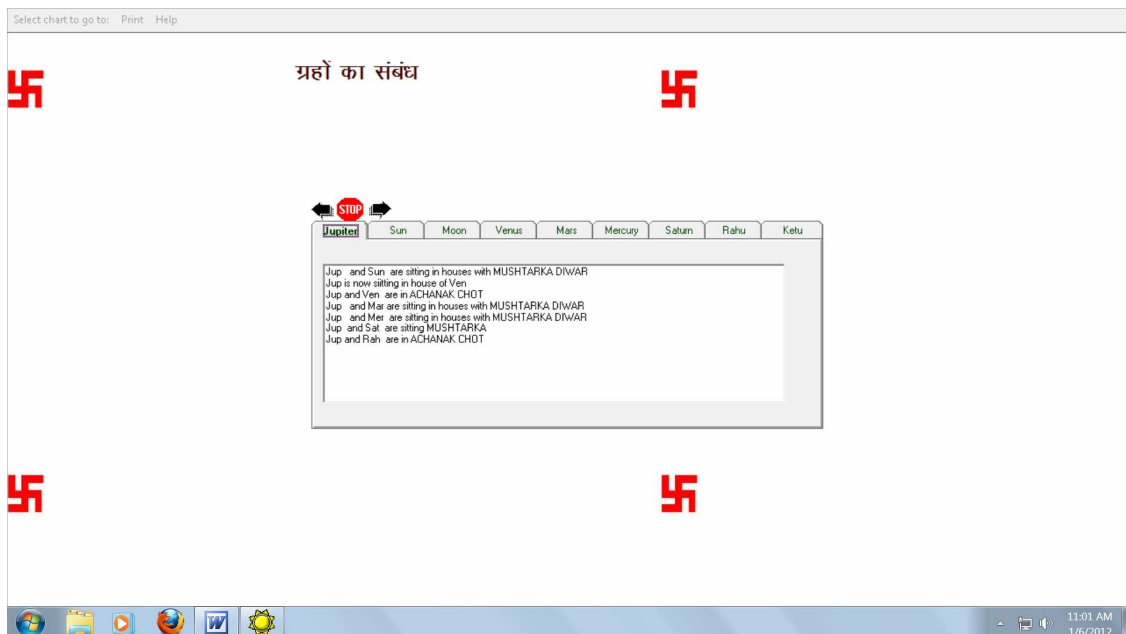 Select chart to go to: Print Help
ग्रहों का संबंध
STOP
Jupiter Sun Moon Venus Mars Mercury Saturn Rahu Ketu
Jup and Sun are sitting in houses with MUSHTARKA DIWAR
Jup is now siitting in house of Ven
Jup and Ven are in ACHANAK CHOT
Jup and Mar are sitting in houses with MUSHTARKA DIWAR
Jup and Mer are sitting in houses with MUSHTARKA DIWAR
Jup and Sat are sitting MUSHTARKA
Jup and Rah are in ACHANAK CHOT
W
11:01 AM
1/6/2012